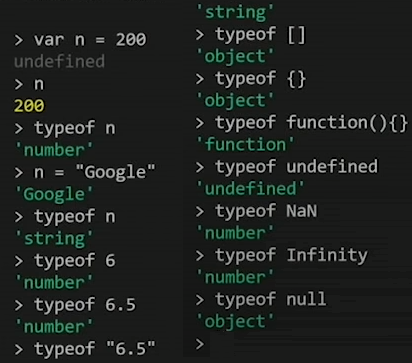 > var n = 200
undefined
> n
200
> typeof n
'number'
> n = "Google"
'Google'
> typeof n
'string'
> typeof 6
'number'
> typeof 6.5
'number'
> typeof "6.5"
'string'
> typeof []
'object'
> typeof {}
'object'
> typeof function(){}
'function'
> typeof undefined
'undefined'
> typeof NaN
'number'
> typeof Infinity
'number'
> typeof null
'object'
>